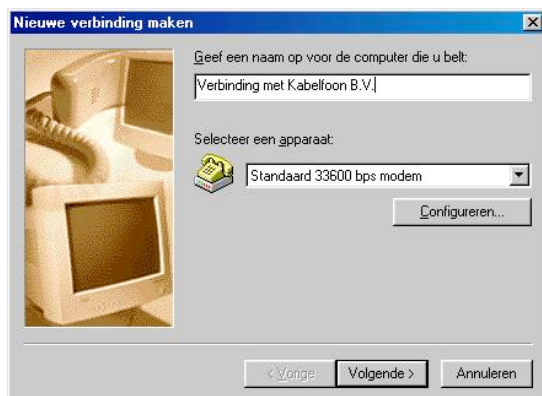 Nieuwe verbinding maken
Geef een naam op voor de computer die u belt:
Verbinding met Kabelfoon B.V.
Selecteer een apparaat:
Standaard 33600 bps modem
Configureren...
< Vorige
Volgende >
Annuleren